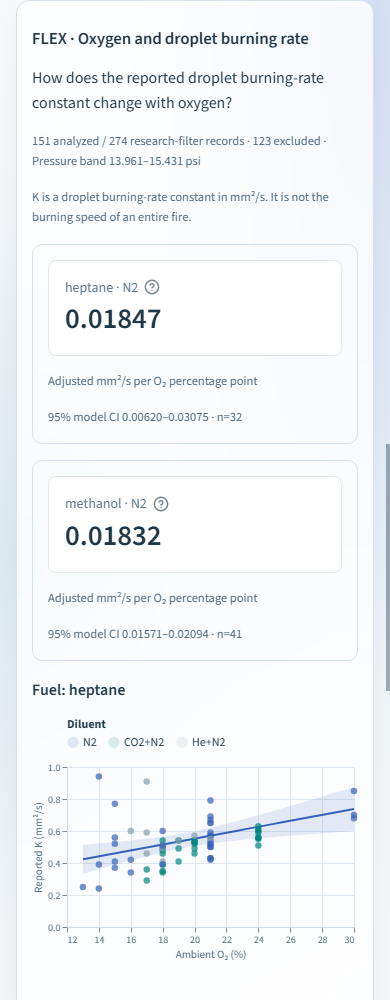 FLEX · Oxygen and droplet burning rate
How does the reported droplet burning-rate
constant change with oxygen?
151 analyzed / 274 research-filter records · 123 excluded ·
Pressure band 13.961–15.431 psi
K is a droplet burning-rate constant in mm²/s. It is not the
burning speed of an entire fire.
heptane · N2 ?
0.01847
Adjusted mm²/s per O₂ percentage point
95% model CI 0.00620–0.03075 · n=32
methanol · N2 ?
0.01832
Adjusted mm²/s per O₂ percentage point
95% model CI 0.01571–0.02094 · n=41
Fuel: heptane
Diluent
N2 CO2+N2 He+N2
Reported K (mm²/s)
1.0
0.8
0.6
0.4
0.2
0.0
12 14 16 18 20 22 24 26 28 30
Ambient O₂ (%)